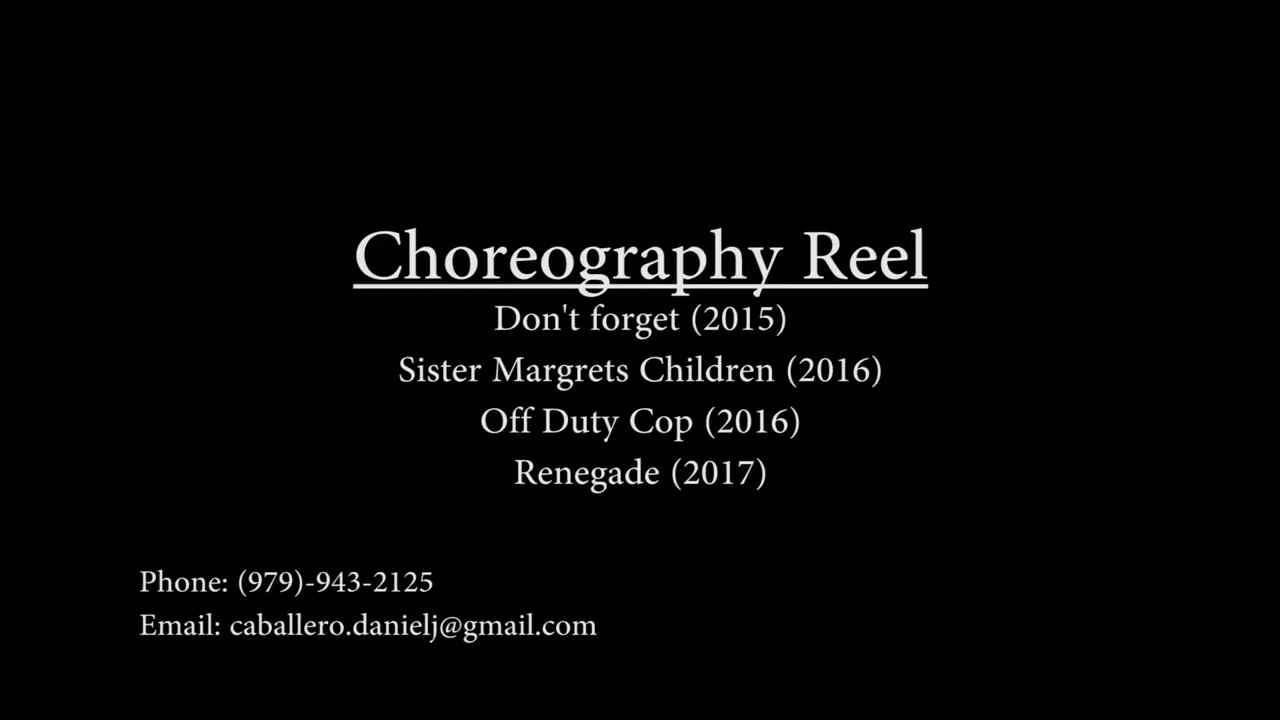 Choreography Reel
Don't forget (2015)
Sister Margrets Children (2016)
Off Duty Cop (2016)
Renegade (2017)
Phone: (979)-943-2125
Email: caballero.danielj@gmail.com